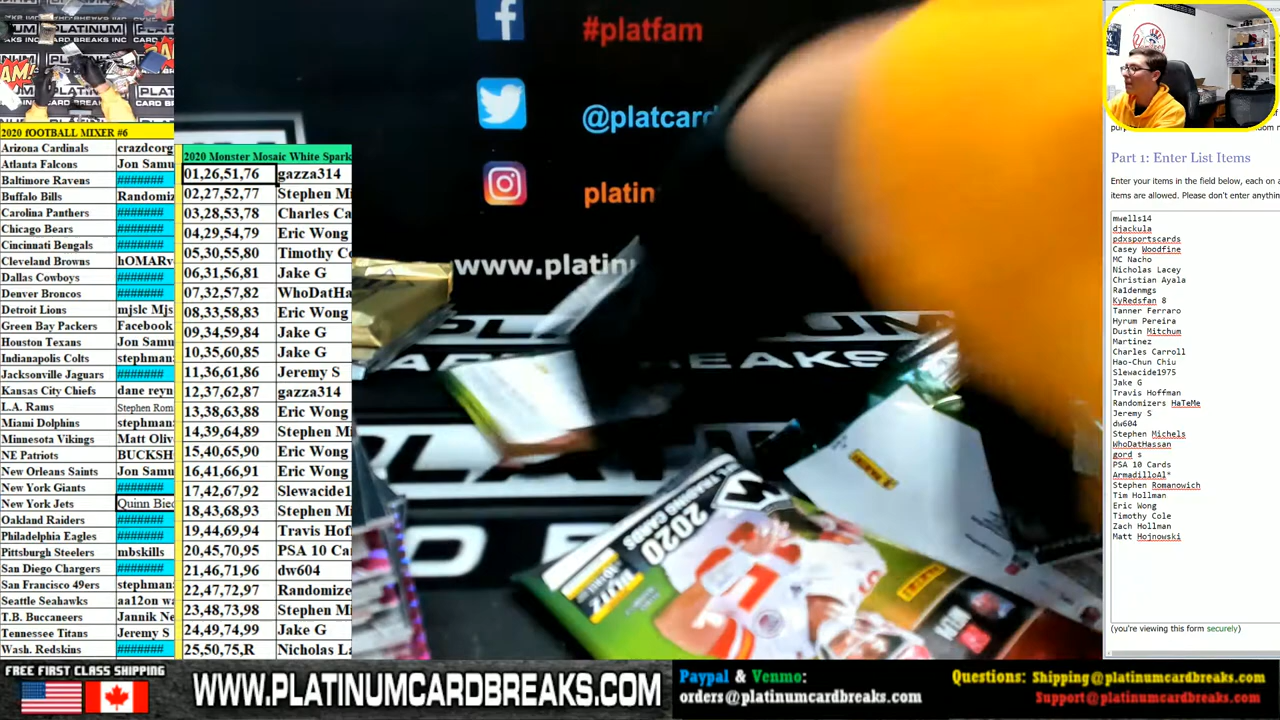 #platfam
@platcard
platin
www.platinu
2020 fOOTBALL MIXER #6
Arizona Cardinals crazdcorg
Atlanta Falcons Jon Samu
Baltimore Ravens #######
Buffalo Bills Randomiz
Carolina Panthers #######
Chicago Bears #######
Cincinnati Bengals #######
Cleveland Browns hOMARv
Dallas Cowboys #######
Denver Broncos #######
Detroit Lions mjslc Mjs
Green Bay Packers Facebook
Houston Texans Jon Samu
Indianapolis Colts stephman
Jacksonville Jaguars #######
Kansas City Chiefs dane reyn
L.A. Rams Stephen Rom
Miami Dolphins stephman
Minnesota Vikings Matt Oliv
NE Patriots BUCKSH
New Orleans Saints Jon Samu
New York Giants #######
New York Jets Quinn Bie
Oakland Raiders #######
Philadelphia Eagles #######
Pittsburgh Steelers mbskills
San Diego Chargers #######
San Francisco 49ers stephman
Seattle Seahawks aa12on wa
T.B. Buccaneers Jannik Ne
Tennessee Titans Jeremy S
Wash. Redskins #######
2020 Monster Mosaic White Spark
01,26,51,76 gazza314
02,27,52,77 Stephen Mi
03,28,53,78 Charles Ca
04,29,54,79 Eric Wong
05,30,55,80 Timothy Co
06,31,56,81 Jake G
07,32,57,82 WhoDatHa
08,33,58,83 Eric Wong
09,34,59,84 Jake G
10,35,60,85 Jake G
11,36,61,86 Jeremy S
12,37,62,87 gazza314
13,38,63,88 Eric Wong
14,39,64,89 Stephen Mi
15,40,65,90 Eric Wong
16,41,66,91 Eric Wong
17,42,67,92 Slewacide1
18,43,68,93 Stephen Mi
19,44,69,94 Travis Hof
20,45,70,95 PSA 10 Ca
21,46,71,96 dw604
22,47,72,97 Randomize
23,48,73,98 Stephen Mi
24,49,74,99 Jake G
25,50,75,R Nicholas La
2020
PANINI
Part 1: Enter List Items
Enter your items in the field below, each on a
items are allowed. Please don't enter anythin
mwells14
djackula
pdxsportscards
Casey Woodfine
MC Nacho
Nicholas Lacey
Christian Ayala
Ra1denmgs
KyRedsfan 8
Tanner Ferraro
Hyrum Pereira
Dustin Mitchum
Martinez
Charles Carroll
Hao-Chun Chiu
Slewacide1975
Jake G
Travis Hoffman
Randomizers HaTeMe
Jeremy S
dw604
Stephen Michels
WhoDatHassan
gord s
PSA 10 Cards
ArmadilloAl*
Stephen Romanowich
Tim Hollman
Eric Wong
Timothy Cole
Zach Hollman
Matt Hojnowski
(you're viewing this form securely)
FREE FIRST CLASS SHIPPING
WWW.PLATINUMCARDBREAKS.COM
Paypal & Venmo:
orders@platinumcardbreaks.com
Questions: Shipping@platinumcardbreaks.com
Support@platinumcardbreaks.com